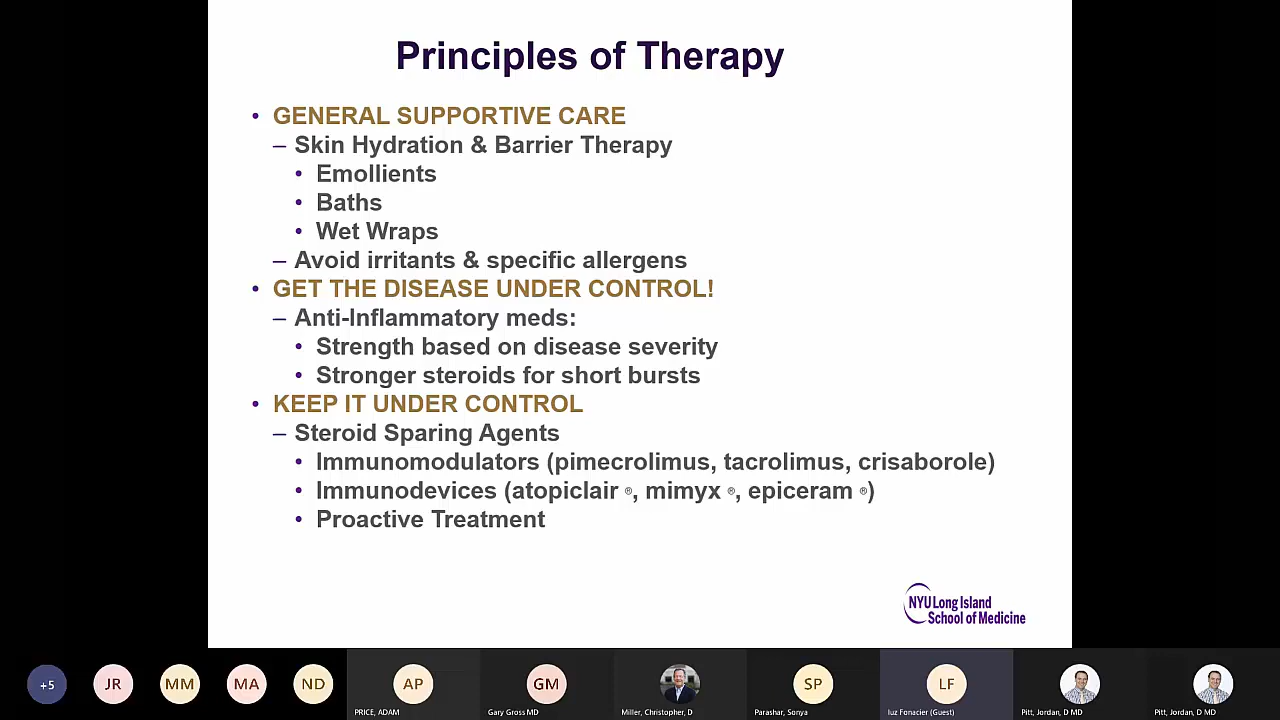 Principles of Therapy
• GENERAL SUPPORTIVE CARE
– Skin Hydration & Barrier Therapy
• Emollients
• Baths
• Wet Wraps
– Avoid irritants & specific allergens
• GET THE DISEASE UNDER CONTROL!
– Anti-Inflammatory meds:
• Strength based on disease severity
• Stronger steroids for short bursts
• KEEP IT UNDER CONTROL
– Steroid Sparing Agents
• Immunomodulators (pimecrolimus, tacrolimus, crisaborole)
• Immunodevices (atopiclair ®, mimyx ®, epiceram ®)
• Proactive Treatment
NYU Long Island
School of Medicine
+5 JR MM MA ND AP GM SP LF
PRICE, ADAM Gary Gross MD Miller, Christopher, D Parashar, Sonya luz Fonacier (Guest) Pitt, Jordan, D MD Pitt, Jordan, D MD